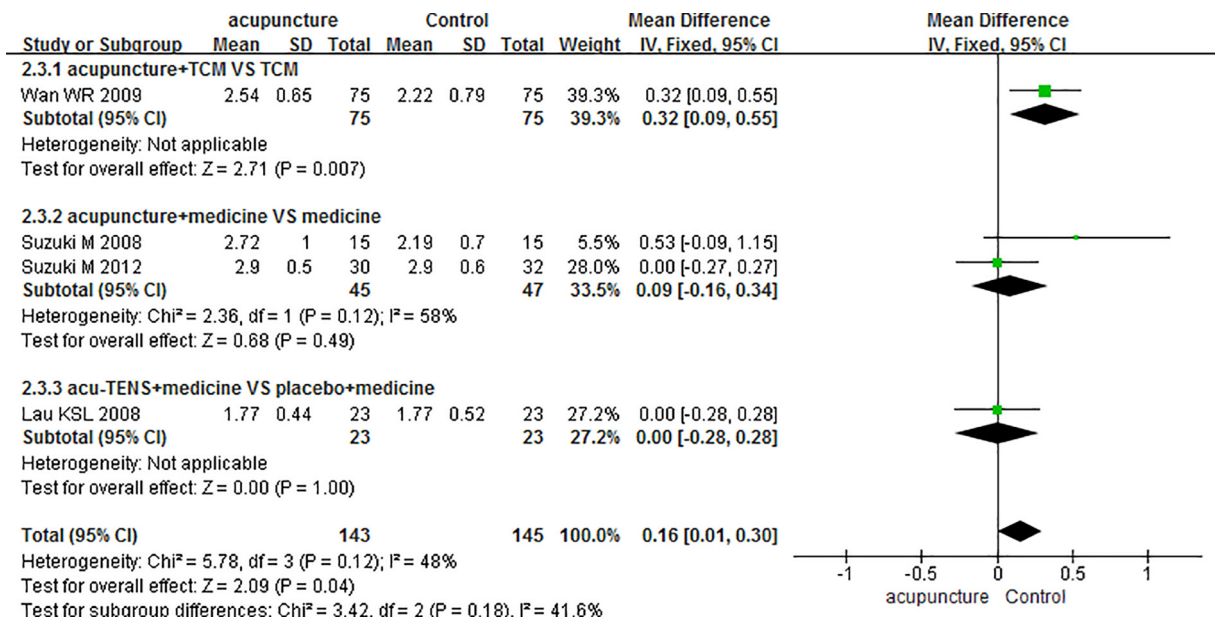 acupuncture Control Mean Difference Mean Difference
Study or Subgroup Mean SD Total Mean SD Total Weight IV, Fixed, 95% CI IV, Fixed, 95% CI
2.3.1 acupuncture+TCM VS TCM
Wan WR 2009 2.54 0.65 75 2.22 0.79 75 39.3% 0.32 [0.09, 0.55]
Subtotal (95% CI) 75 75 39.3% 0.32 [0.09, 0.55]
Heterogeneity: Not applicable
Test for overall effect: Z = 2.71 (P = 0.007)
2.3.2 acupuncture+medicine VS medicine
Suzuki M 2008 2.72 1 15 2.19 0.7 15 5.5% 0.53 [-0.09, 1.15]
Suzuki M 2012 2.9 0.5 30 2.9 0.6 32 28.0% 0.00 [-0.27, 0.27]
Subtotal (95% CI) 45 47 33.5% 0.09 [-0.16, 0.34]
Heterogeneity: Chi² = 2.36, df = 1 (P = 0.12); I² = 58%
Test for overall effect: Z = 0.68 (P = 0.49)
2.3.3 acu-TENS+medicine VS placebo+medicine
Lau KSL 2008 1.77 0.44 23 1.77 0.52 23 27.2% 0.00 [-0.28, 0.28]
Subtotal (95% CI) 23 23 27.2% 0.00 [-0.28, 0.28]
Heterogeneity: Not applicable
Test for overall effect: Z = 0.00 (P = 1.00)
Total (95% CI) 143 145 100.0% 0.16 [0.01, 0.30]
Heterogeneity: Chi² = 5.78, df = 3 (P = 0.12); I² = 48%
Test for overall effect: Z = 2.09 (P = 0.04)
Test for subgroup differences: Chi² = 3.42, df = 2 (P = 0.18), I² = 41.6%
-1 -0.5 0 0.5 1
acupuncture Control